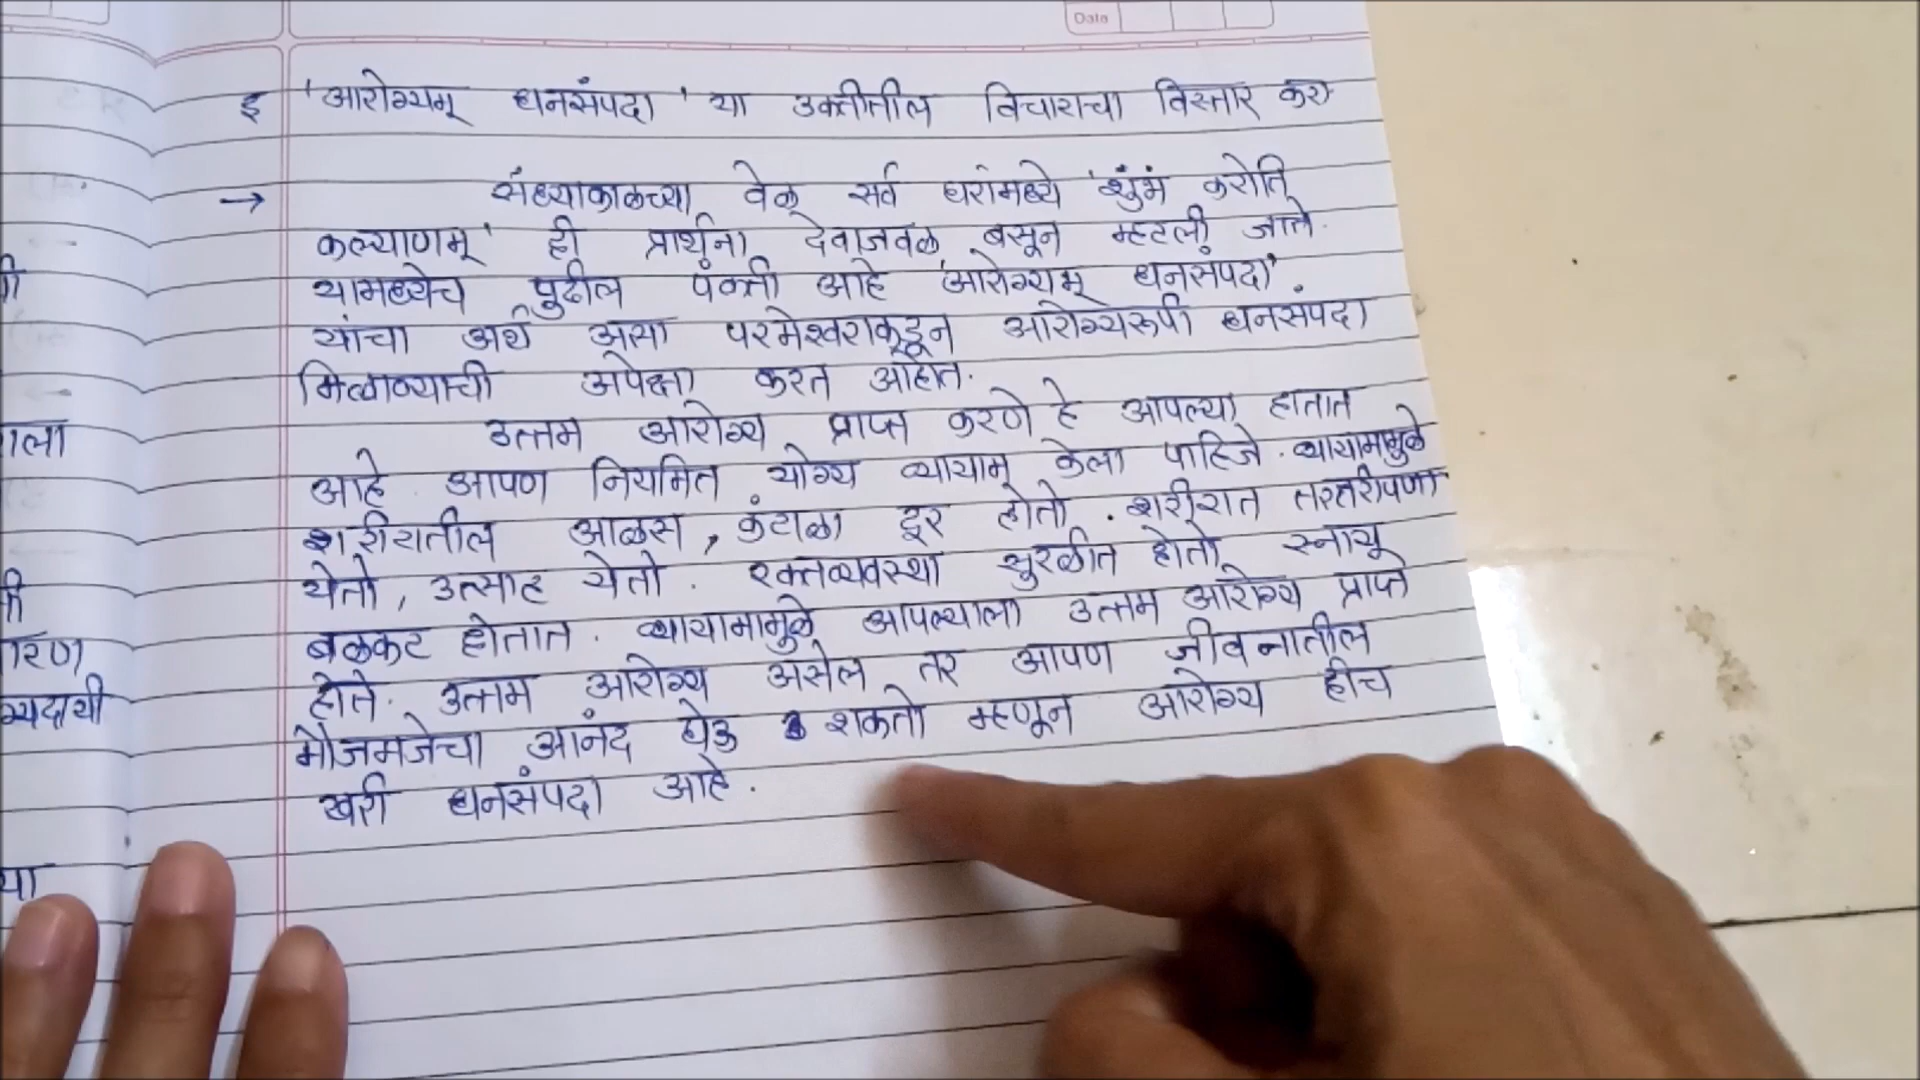 Date
इ 'आरोग्यम् धनसंपदा' या उक्तीतील विचाराचा विस्तार करा
→ संध्याकाळच्या वेळ सर्व घरांमध्ये 'शुंभं करोति
कल्याणम्' ही प्रार्थना देवाजवळ बसून म्हटली जाते.
यामध्येच पुढील पंक्ती आहे 'आरोग्यम् धनसंपदा'.
यांचा अर्थ असा परमेश्वराकडून आरोग्यरूपी धनसंपदा
मिळाव्याची अपेक्षा करत आहोत.
उत्तम आरोग्य प्राप्त करणे हे आपल्या हातात
आहे. आपण नियमित योग्य व्यायाम केला पाहिजे. व्यायामामुळे
शरीरातील आळस, कंटाळा दूर होतो. शरीरात तरतरीपणा
येतो, उत्साह येतो. रक्तव्यवस्था सुरळीत होते, स्नायू
बळकट होतात. व्यायामामुळे आपल्याला उत्तम आरोग्य प्राप्त
होते. उत्तम आरोग्य असेल तर आपण जीवनातील
मौजमजेचा आनंद घेऊ शकतो म्हणून आरोग्य हीच
खरी धनसंपदा आहे.
ी
ाला
ी
ारण
ग्यदायी
या